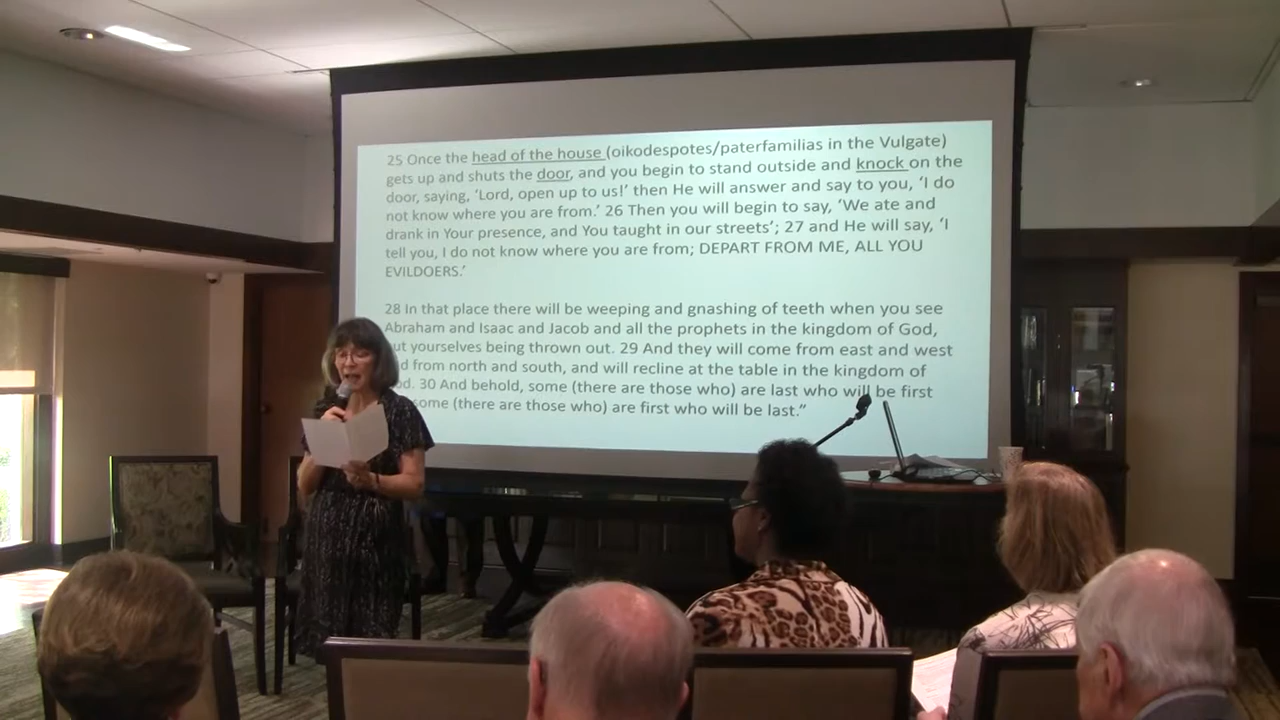 25 Once the head of the house (oikodespotes/paterfamilias in the Vulgate)
gets up and shuts the door, and you begin to stand outside and knock on the
door, saying, ‘Lord, open up to us!’ then He will answer and say to you, ‘I do
not know where you are from.’ 26 Then you will begin to say, ‘We ate and
drank in Your presence, and You taught in our streets’; 27 and He will say, ‘I
tell you, I do not know where you are from; DEPART FROM ME, ALL YOU
EVILDOERS.’
28 In that place there will be weeping and gnashing of teeth when you see
Abraham and Isaac and Jacob and all the prophets in the kingdom of God,
yourselves being thrown out. 29 And they will come from east and west
from north and south, and will recline at the table in the kingdom of
30 And behold, some (there are those who) are last who will be first
some (there are those who) are first who will be last.”